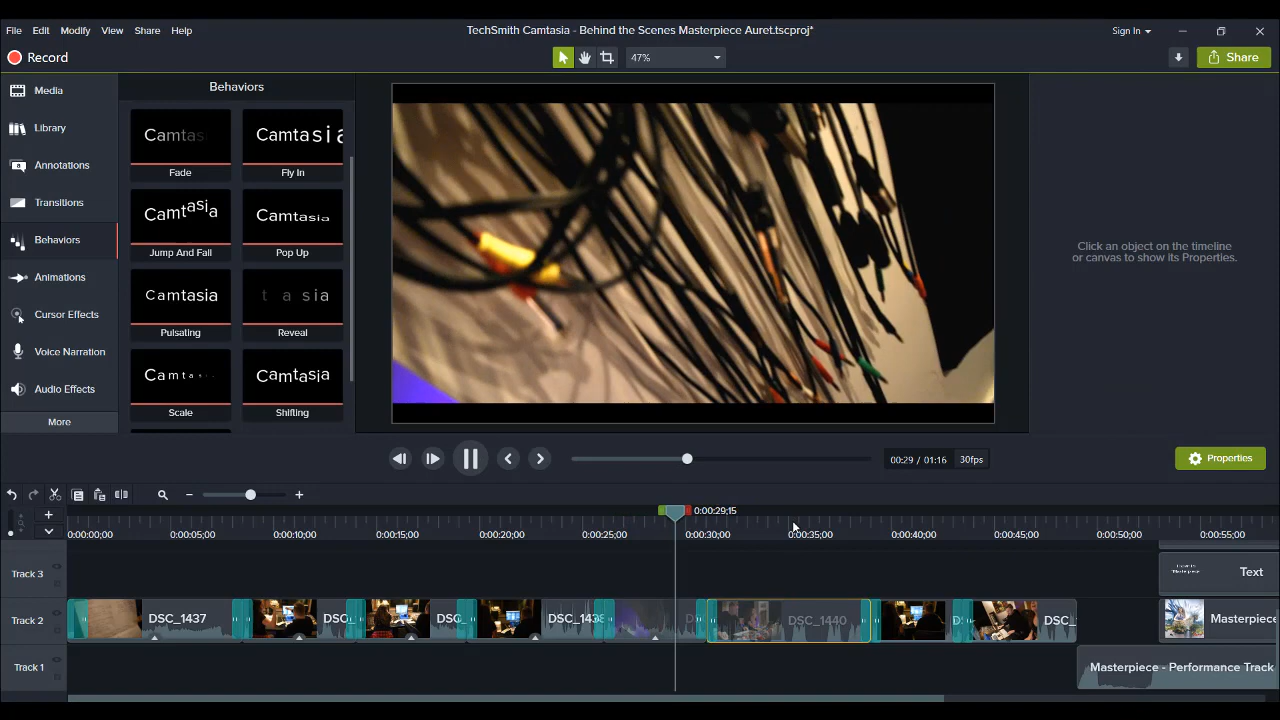 TechSmith Camtasia - Behind the Scenes Masterpiece Auret.tscproj*
File Edit Modify View Share Help
Sign In
Record
47%
Share
Media
Library
Annotations
Transitions
Behaviors
Animations
Cursor Effects
Voice Narration
Audio Effects
More
Behaviors
Camtas
Camtasia
Fade
Fly In
Camtasia
Camtasia
Jump And Fall
Pop Up
Camtasia
t a sia
Pulsating
Reveal
Camtas
Camtasia
Scale
Shifting
Click an object on the timeline
or canvas to show its Properties.
00:29 / 01:16
30fps
Properties
0:00:29;15
0:00:00;00 0:00:05;00 0:00:10;00 0:00:15;00 0:00:20;00 0:00:25;00 0:00:30;00 0:00:35;00 0:00:40;00 0:00:45;00 0:00:50;00 0:00:55;00
Track 3
Text
Track 2
DSC_1437
DSC
DSC
DSC_1438
D
DSC_1440
D
DSC_
Masterpiece
Track 1
Masterpiece - Performance Track